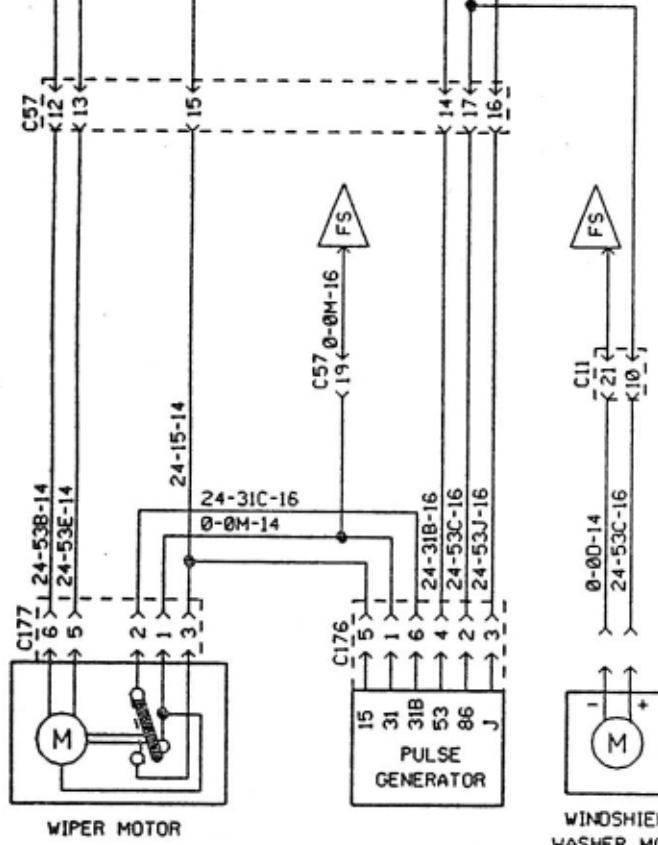 C57
12
13
15
14
17
16
FS
FS
0-0M-16
C57
19
C11
21
10
24-15-14
24-31C-16
0-0M-14
24-53B-14
24-53E-14
24-31B-16
24-53C-16
24-53J-16
0-0D-14
24-53C-16
C177
6
5
2
1
3
C176
5
1
6
4
2
3
15
31
31B
53
86
J
M
PULSE
GENERATOR
- +
M
WIPER MOTOR
WINDSHIE
WASHER MO